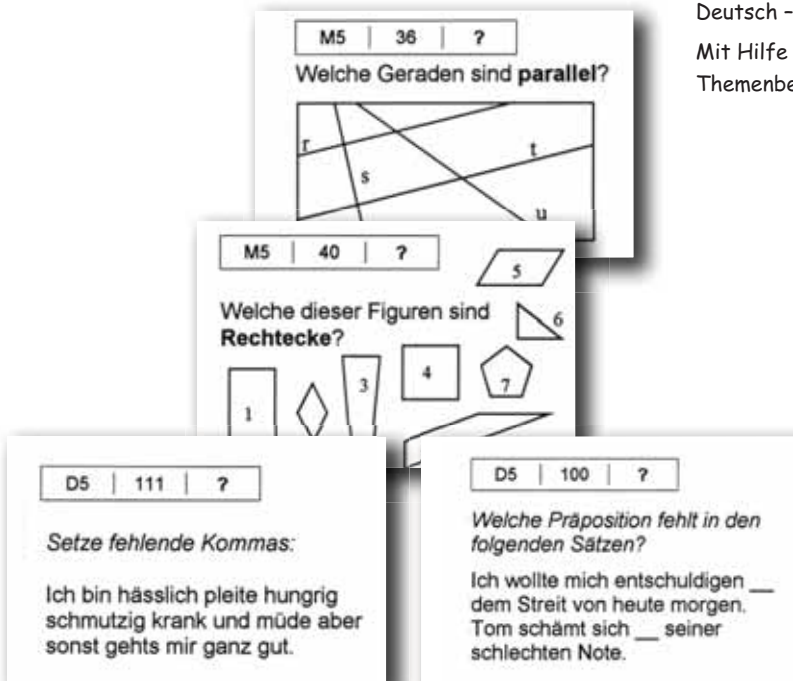 Deutsch –
Mit Hilfe
Themenbe
M5 | 36 | ?
Welche Geraden sind parallel?
r
s
t
u
M5 | 40 | ?
Welche dieser Figuren sind
Rechtecke?
5
6
1
3
4
7
D5 | 111 | ?
Setze fehlende Kommas:
Ich bin hässlich pleite hungrig
schmutzig krank und müde aber
sonst gehts mir ganz gut.
D5 | 100 | ?
Welche Präposition fehlt in den
folgenden Sätzen?
Ich wollte mich entschuldigen __
dem Streit von heute morgen.
Tom schämt sich __ seiner
schlechten Note.